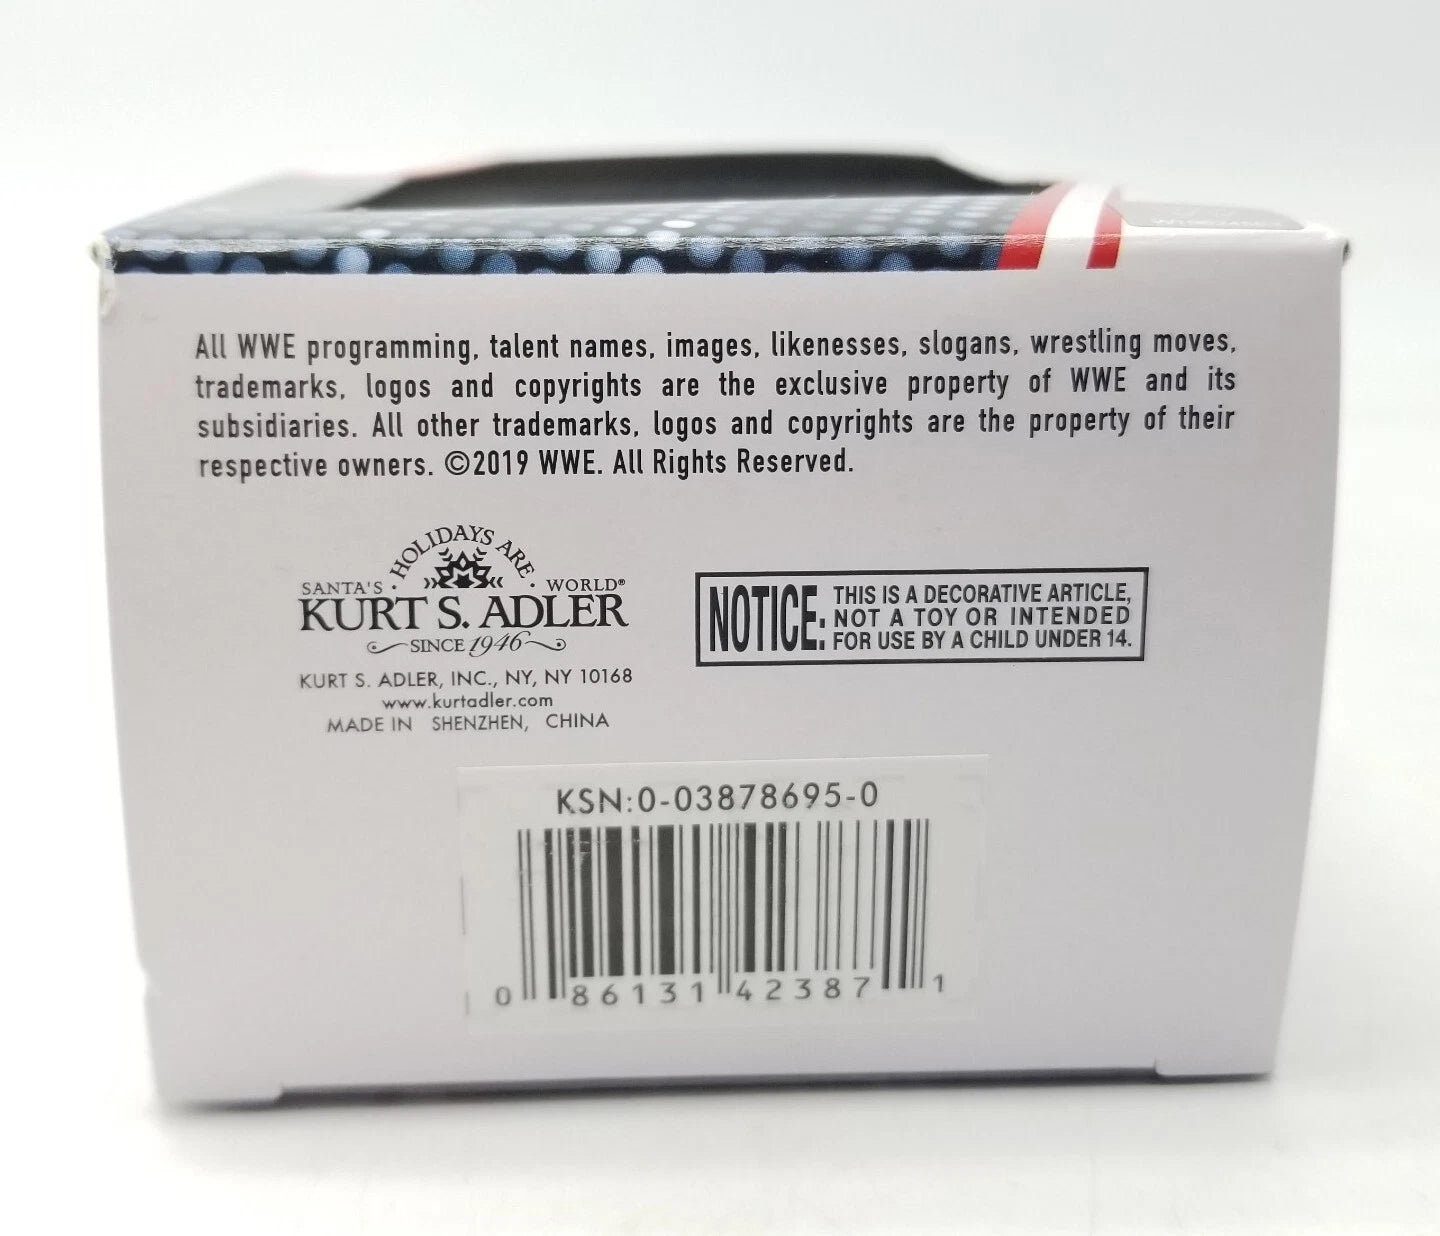 All WWE programming, talent names, images, likenesses, slogans, wrestling moves,
trademarks, logos and copyrights are the exclusive property of WWE and its
subsidiaries. All other trademarks, logos and copyrights are the property of their
respective owners. ©2019 WWE. All Rights Reserved.
SANTA'S · HOLIDAYS ARE · WORLD®
KURT S. ADLER
SINCE 1946
KURT S. ADLER, INC., NY, NY 10168
www.kurtadler.com
MADE IN SHENZHEN, CHINA
NOTICE: THIS IS A DECORATIVE ARTICLE,
NOT A TOY OR INTENDED
FOR USE BY A CHILD UNDER 14.
KSN:0-03878695-0
0 86131 42387 1